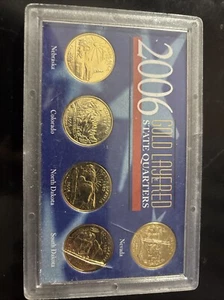 2006
GOLD LAYERED
STATE QUARTERS
Nebraska
Colorado
North Dakota
South Dakota
Nevada